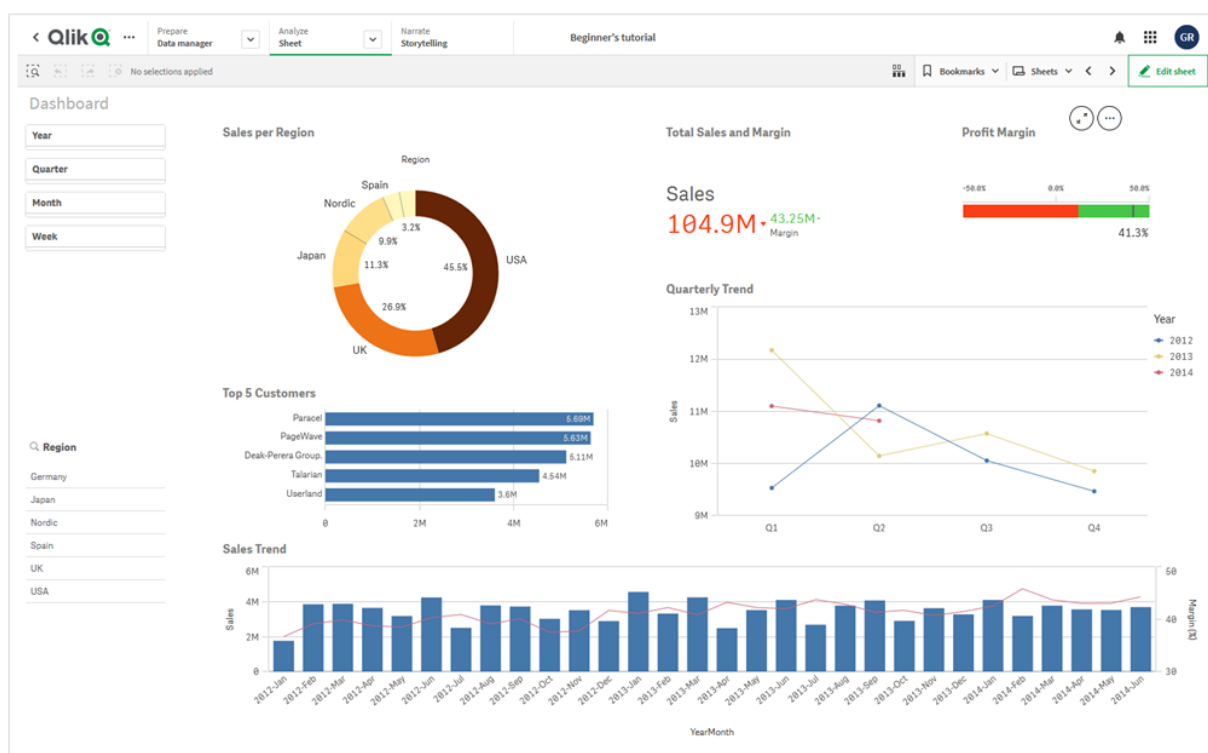 Qlik
Prepare
Data manager
Analyze
Sheet
Narrate
Storytelling
Beginner's tutorial
GR
No selections applied
Bookmarks
Sheets
Edit sheet
Dashboard
Year
Quarter
Month
Week
Region
Germany
Japan
Nordic
Spain
UK
USA
Sales per Region
Region
Spain
Nordic
Japan
UK
USA
3.2%
9.9%
11.3%
26.9%
45.5%
Total Sales and Margin
Sales
104.9M
43.25M
Margin
Profit Margin
-50.0% 0.0% 50.0%
41.3%
Top 5 Customers
Paracel 5.69M
PageWave 5.63M
Deak-Perera Group. 5.11M
Talarian 4.54M
Userland 3.6M
0 2M 4M 6M
Quarterly Trend
13M
12M
11M
10M
9M
Sales
Q1 Q2 Q3 Q4
Year
2012
2013
2014
Sales Trend
6M
4M
2M
0
Sales
50
40
30
Margin (%)
2012-Jan
2012-Feb
2012-Mar
2012-Apr
2012-May
2012-Jun
2012-Jul
2012-Aug
2012-Sep
2012-Oct
2012-Nov
2012-Dec
2013-Jan
2013-Feb
2013-Mar
2013-Apr
2013-May
2013-Jun
2013-Jul
2013-Aug
2013-Sep
2013-Oct
2013-Nov
2013-Dec
2014-Jan
2014-Feb
2014-Mar
2014-Apr
2014-May
2014-Jun
YearMonth